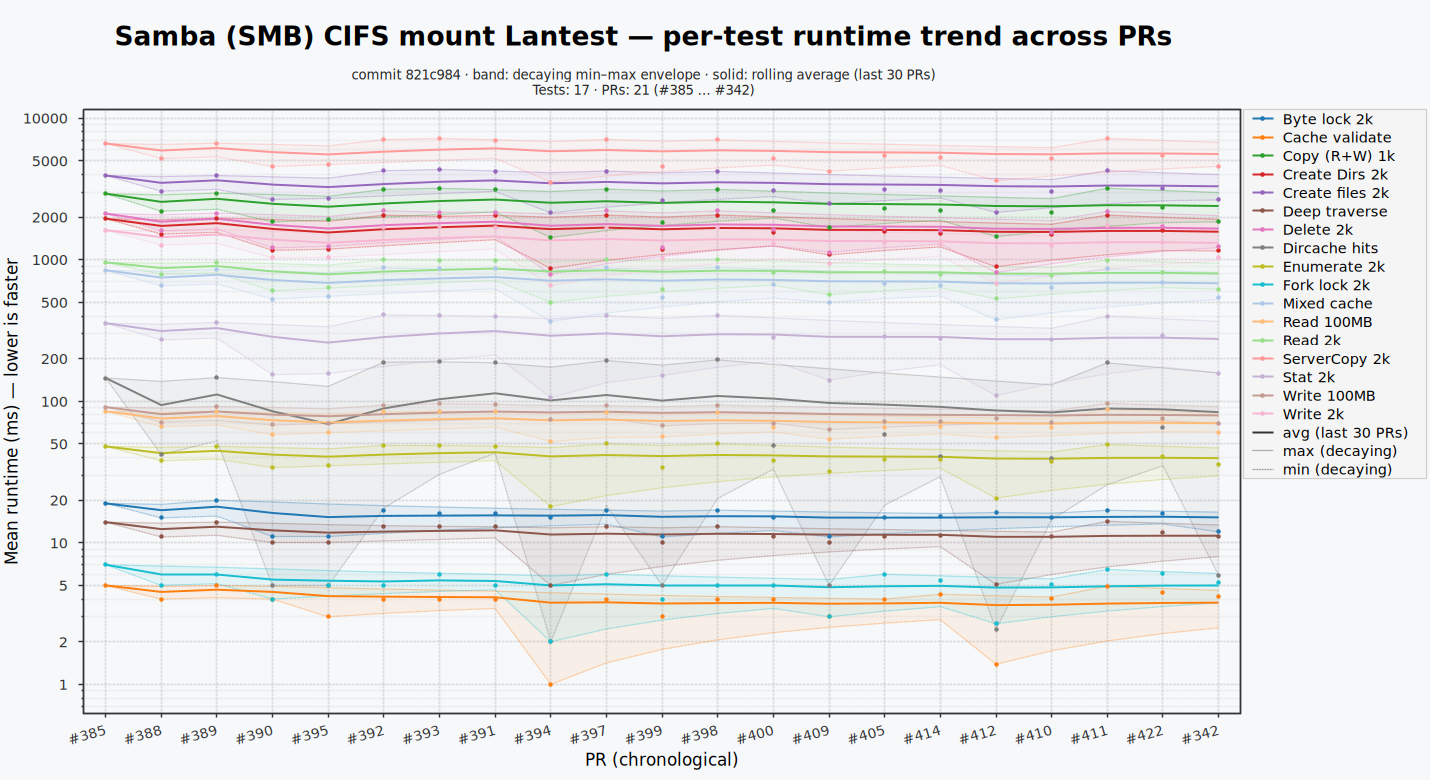 Samba (SMB) CIFS mount Lantest — per-test runtime trend across PRs
commit 821c984 · band: decaying min–max envelope · solid: rolling average (last 30 PRs)
Tests: 17 · PRs: 21 (#385 … #342)
Mean runtime (ms) — lower is faster
10000
5000
2000
1000
500
200
100
50
20
10
5
2
1
#385
#388
#389
#390
#395
#392
#393
#391
#394
#397
#399
#398
#400
#409
#405
#414
#412
#410
#411
#422
#342
PR (chronological)
Byte lock 2k
Cache validate
Copy (R+W) 1k
Create Dirs 2k
Create files 2k
Deep traverse
Delete 2k
Dircache hits
Enumerate 2k
Fork lock 2k
Mixed cache
Read 100MB
Read 2k
ServerCopy 2k
Stat 2k
Write 100MB
Write 2k
avg (last 30 PRs)
max (decaying)
min (decaying)